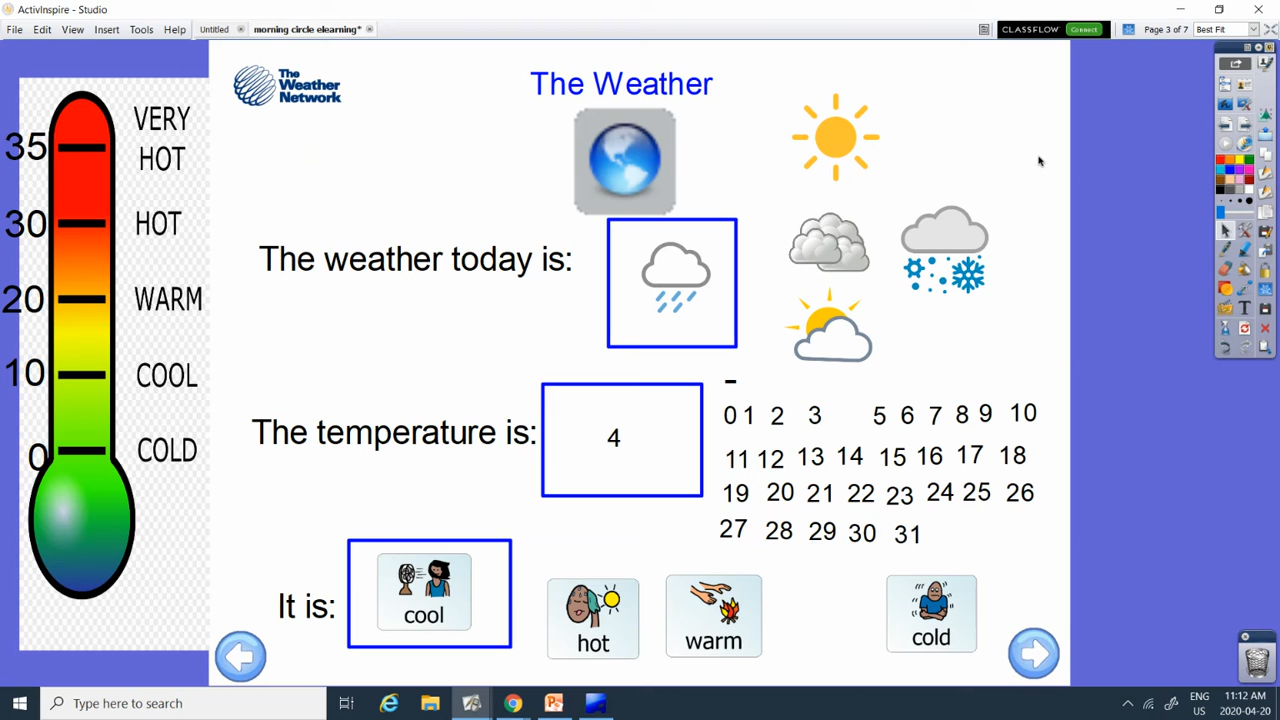 ActivInspire - Studio
File Edit View Insert Tools Help
Untitled
morning circle elearning*
CLASSFLOW Connect
Page 3 of 7
Best Fit
The
Weather
Network
The Weather
35
VERY
HOT
30
HOT
20
WARM
10
COOL
0
COLD
The weather today is:
The temperature is:
4
-
0 1 2 3 5 6 7 8 9 10
11 12 13 14 15 16 17 18
19 20 21 22 23 24 25 26
27 28 29 30 31
It is:
cool
hot
warm
cold
Type here to search
ENG
US
11:12 AM
2020-04-20